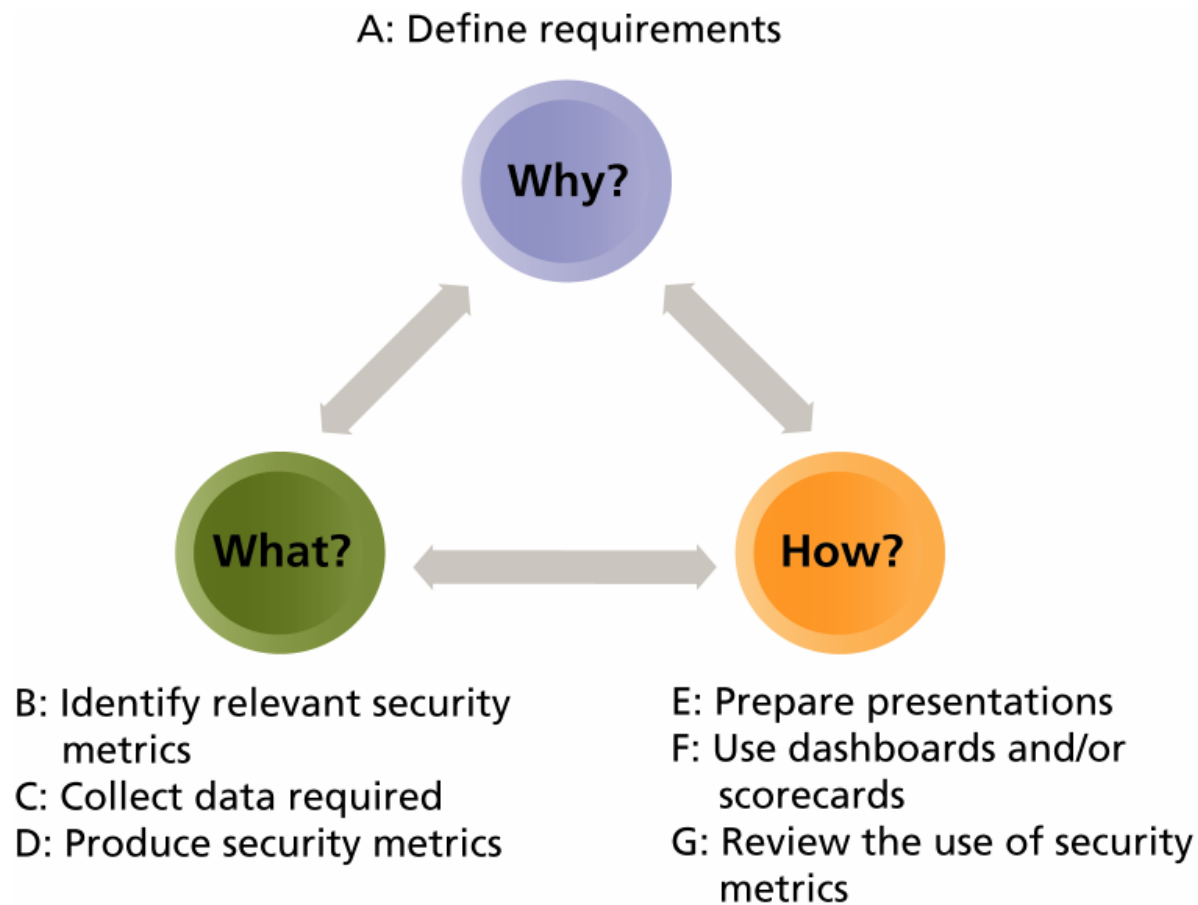 A: Define requirements
Why?
What?
How?
B: Identify relevant security
metrics
C: Collect data required
D: Produce security metrics
E: Prepare presentations
F: Use dashboards and/or
scorecards
G: Review the use of security
metrics